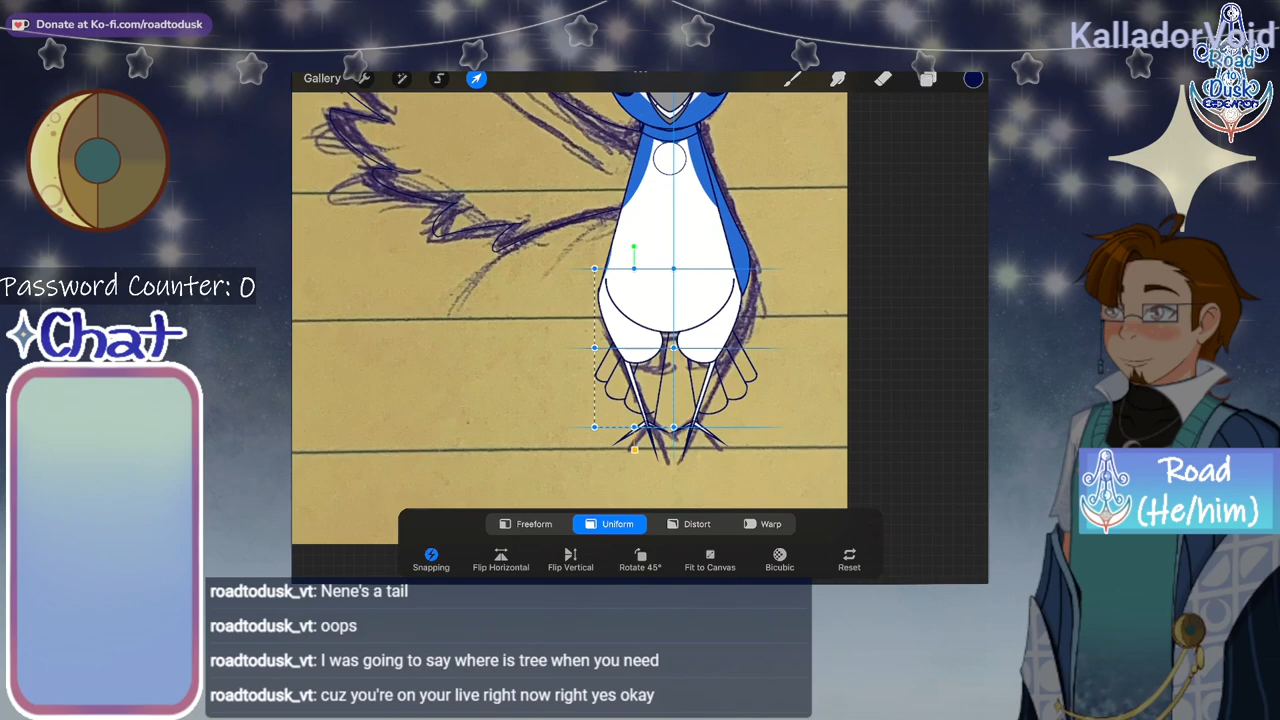 Donate at Ko-fi.com/roadtodusk
KalladorVoid
Road
to
Dusk
Gallery
Password Counter: 0
Chat
Road
(He/him)
Freeform
Uniform
Distort
Warp
Snapping
Flip Horizontal
Flip Vertical
Rotate 45°
Fit to Canvas
Bicubic
Reset
roadtodusk_vt: Nene's a tail
roadtodusk_vt: oops
roadtodusk_vt: I was going to say where is tree when you need
roadtodusk_vt: cuz you're on your live right now right yes okay